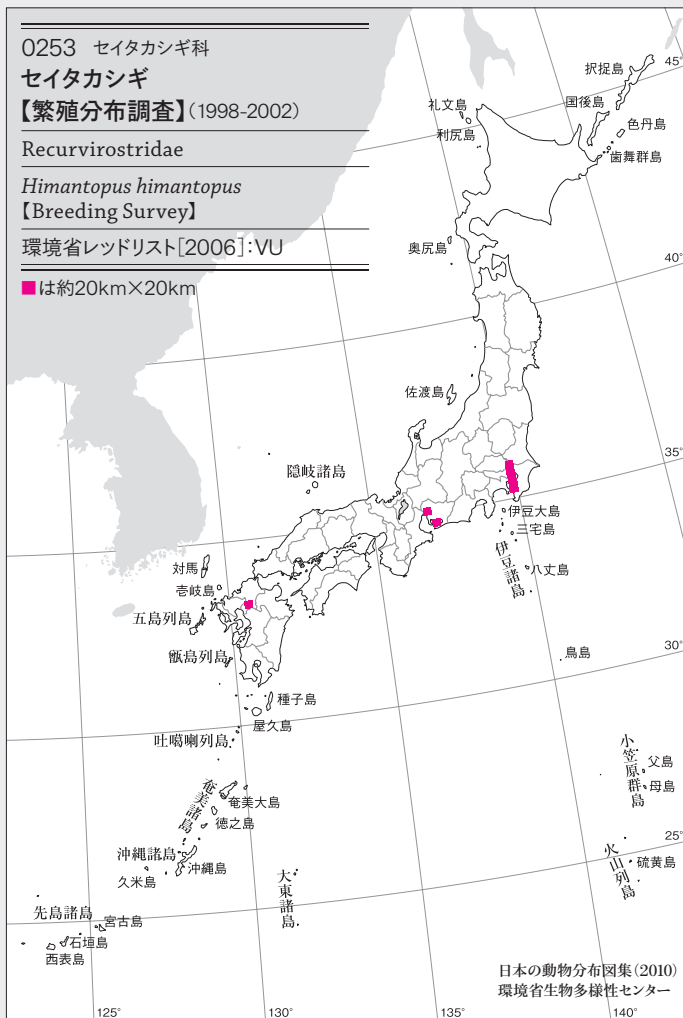 0253 セイタカシギ科
セイタカシギ
【繁殖分布調査】(1998-2002)
Recurvirostridae
Himantopus himantopus
【Breeding Survey】
環境省レッドリスト[2006]:VU
■は約20km×20km
45°
択捉島
国後島
礼文島
色丹島
利尻島
歯舞群島
奥尻島
40°
佐渡島
35°
隠岐諸島
伊豆大島
三宅島
伊豆諸島
八丈島
対馬
壱岐島
五島列島
甑島列島
鳥島
30°
種子島
屋久島
吐噶喇列島
小笠原群島
父島
母島
奄美諸島
奄美大島
徳之島
25°
沖縄諸島
沖縄島
久米島
火山列島
硫黄島
大東諸島
先島諸島
宮古島
石垣島
西表島
日本の動物分布図集(2010)
環境省生物多様性センター
125°
130°
135°
140°